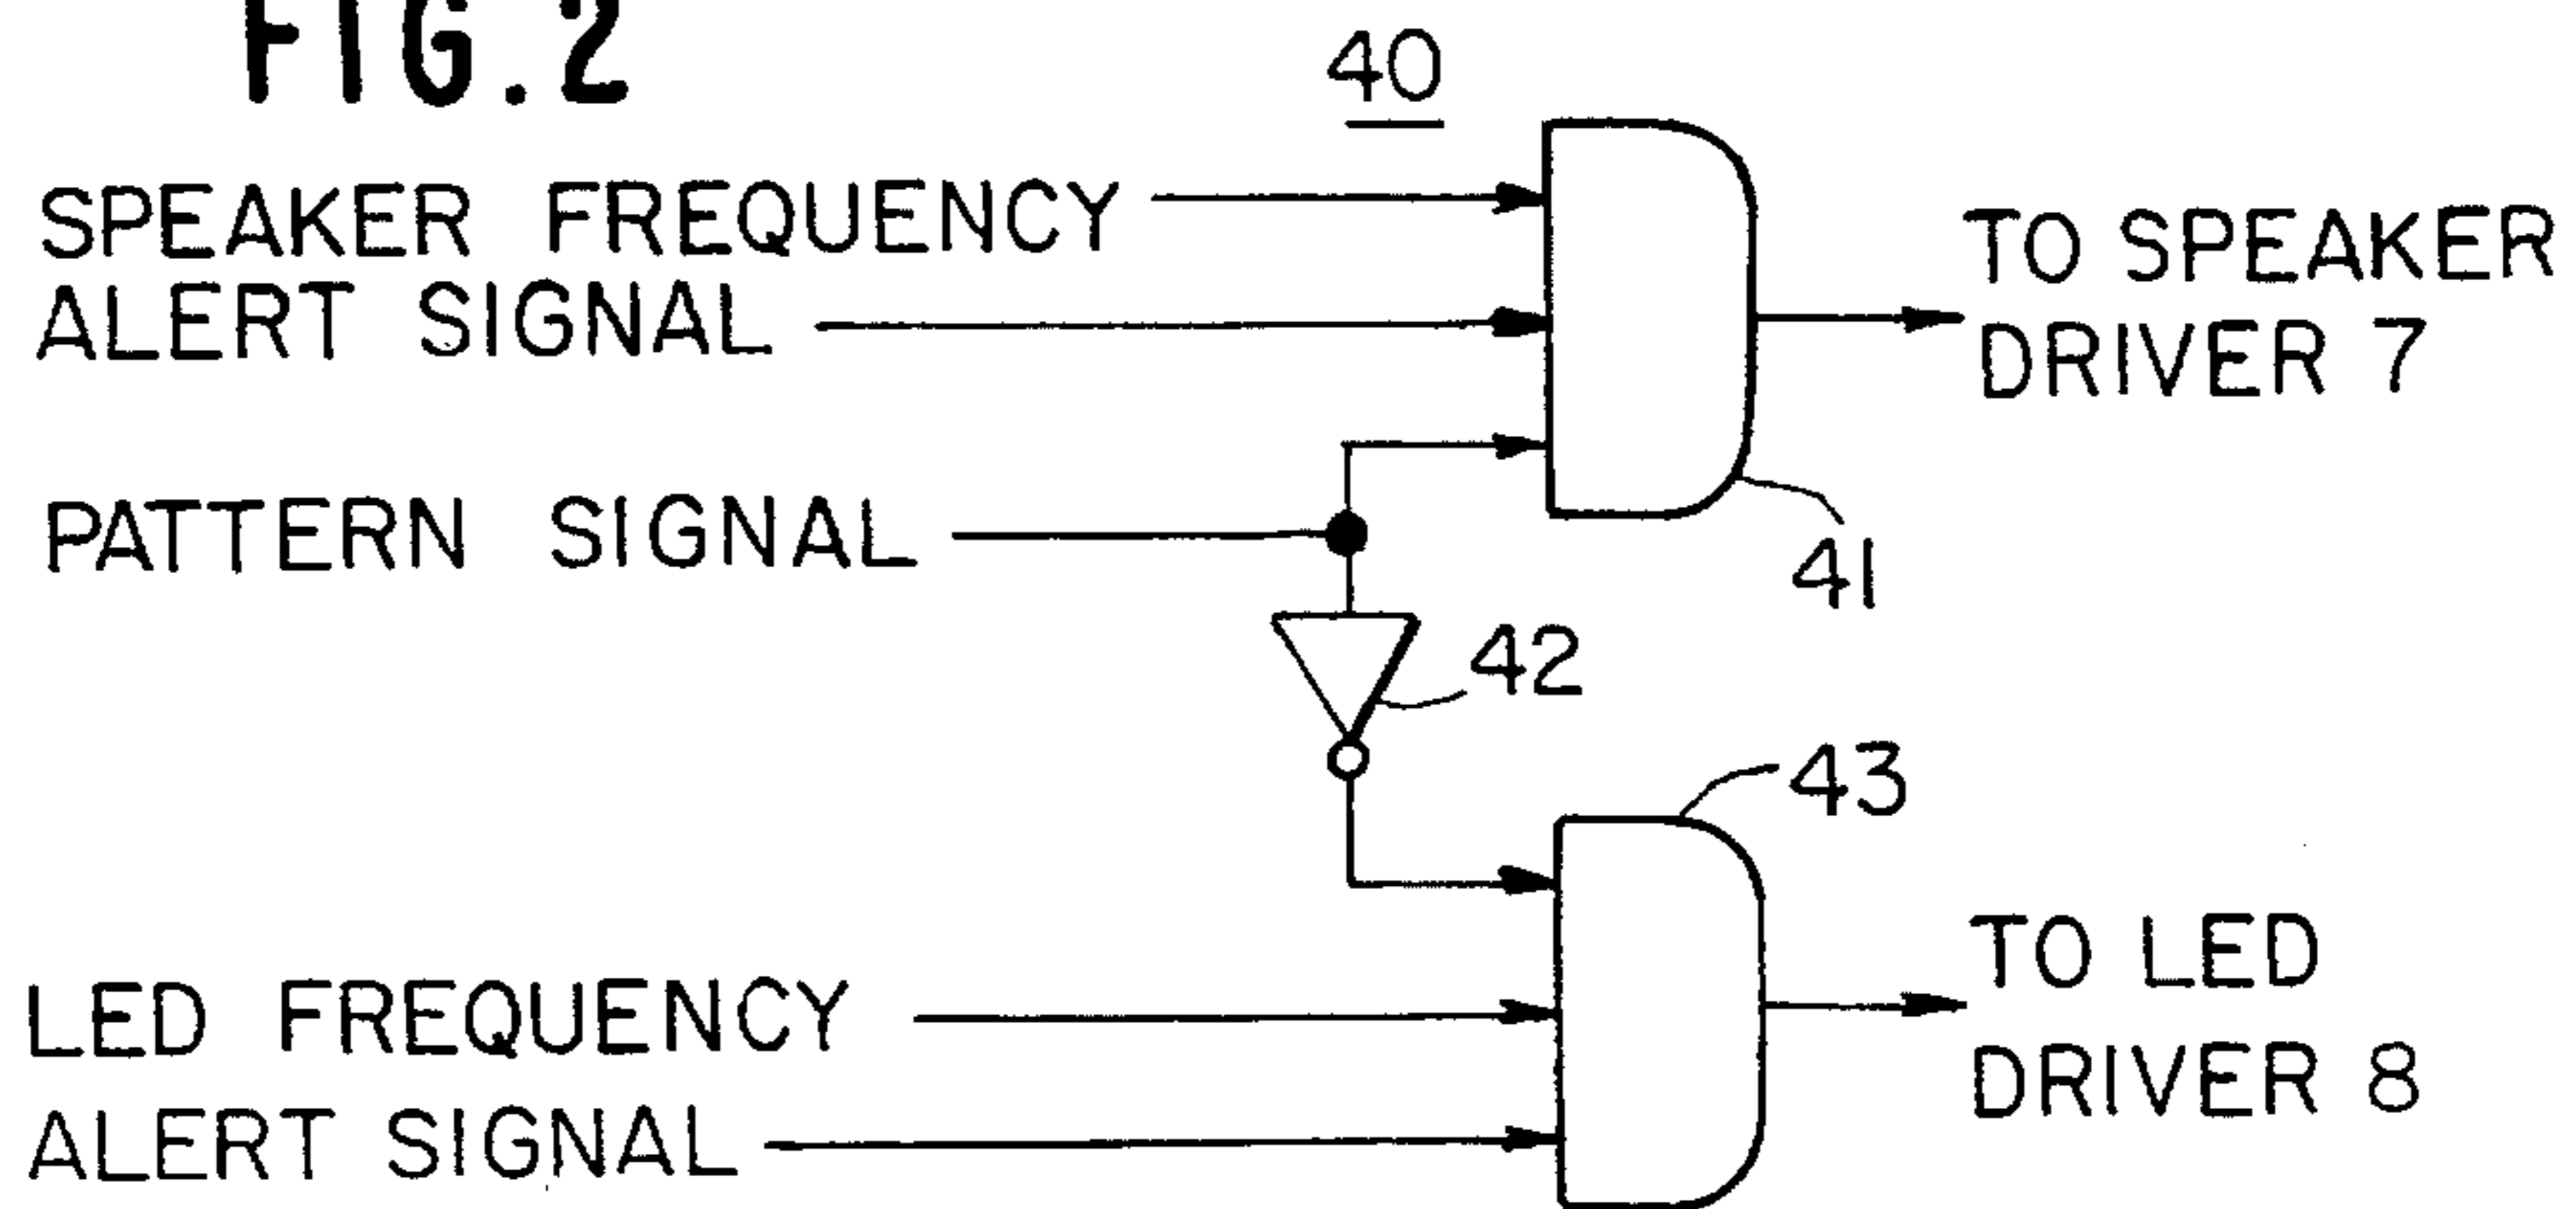 FIG.2
40
SPEAKER FREQUENCY
ALERT SIGNAL
TO SPEAKER
DRIVER 7
PATTERN SIGNAL
41
42
43
LED FREQUENCY
ALERT SIGNAL
TO LED
DRIVER 8